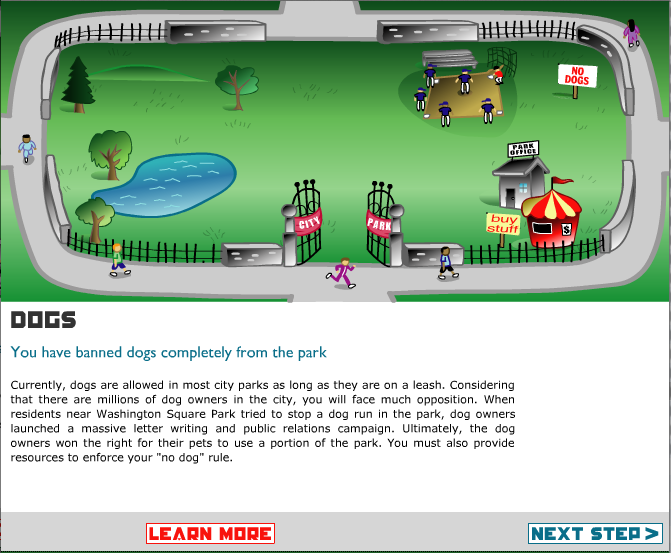 NO
DOGS
PARK
OFFICE
buy
stuff
$
CITY
PARK
DOGS
You have banned dogs completely from the park
Currently, dogs are allowed in most city parks as long as they are on a leash. Considering
that there are millions of dog owners in the city, you will face much opposition. When
residents near Washington Square Park tried to stop a dog run in the park, dog owners
launched a massive letter writing and public relations campaign. Ultimately, the dog
owners won the right for their pets to use a portion of the park. You must also provide
resources to enforce your "no dog" rule.
LEARN MORE
NEXT STEP >